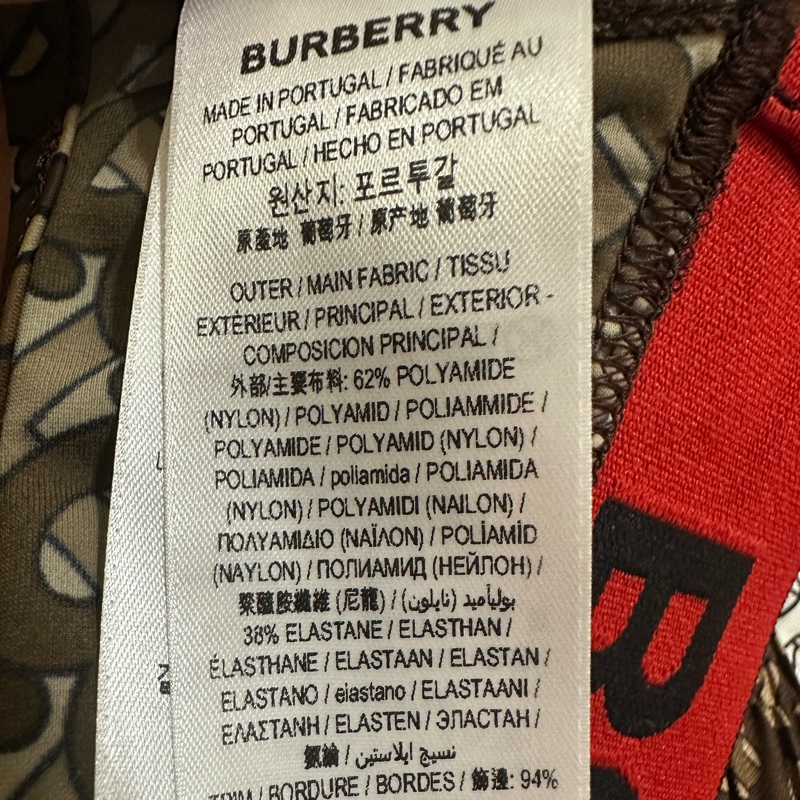 BURBERRY
MADE IN PORTUGAL / FABRIQUÉ AU
PORTUGAL / FABRICADO EM
PORTUGAL / HECHO EN PORTUGAL
원산지: 포르투갈
原產地 葡萄牙 / 原产地 葡萄牙
OUTER / MAIN FABRIC / TISSU
EXTÉRIEUR / PRINCIPAL / EXTERIOR -
COMPOSICION PRINCIPAL /
外部/主要布料: 62% POLYAMIDE
(NYLON) / POLYAMID / POLIAMMIDE /
POLYAMIDE / POLYAMID (NYLON) /
POLIAMIDA / poliamida / POLIAMIDA
(NYLON) / POLYAMIDI (NAILON) /
ΠΟΛΥΑΜΙΔΙΟ (ΝΑΪΛΟΝ) / POLİAMİD
(NAYLON) / ПОЛИАМИД (НЕЙЛОН) /
聚醯胺纖維 (尼龍) / بوليأميد (نايلون) /
38% ELASTANE / ELASTHAN /
ÉLASTHANE / ELASTAAN / ELASTAN /
ELASTANO / elastano / ELASTAANI /
ΕΛΑΣΤΑΝΗ / ELASTEN / ЭЛАСТАН /
氨綸 / نسيج ايلاستين /
TRIM / BORDURE / BORDES / 飾邊: 94%
B